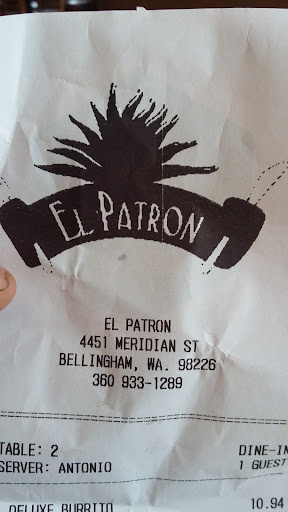 EL PATRON
EL PATRON
4451 MERIDIAN ST
BELLINGHAM, WA. 98226
360 933-1289
TABLE: 2 DINE-IN
SERVER: ANTONIO 1 GUEST
DELUXE BURRITO 10.94